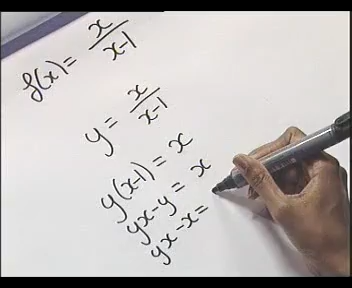 f(x) = x/x-1
y = x/x-1
y(x-1) = x
yx-y = x
yx-x =